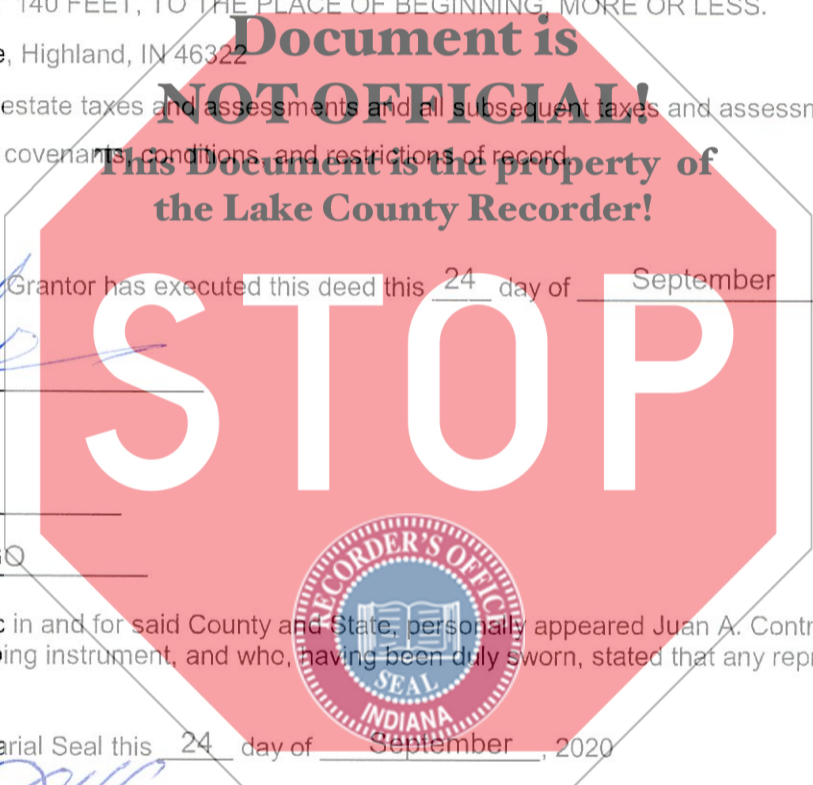 140 FEET, TO THE PLACE OF BEGINNING, MORE OR LESS.
Document is
e, Highland, IN 46322
NOT OFFICIAL!
estate taxes and assessments and all subsequent taxes and assessm
covenants, conditions, and restrictions of record.
This Document is the property of
the Lake County Recorder!
Grantor has executed this deed this 24 day of September
STOP
GO
RECORDER'S OFFICE
c in and for said County and State, personally appeared Juan A. Contr
ing instrument, and who, having been duly sworn, stated that any repr
SEAL
INDIANA
arial Seal this 24 day of September, 2020